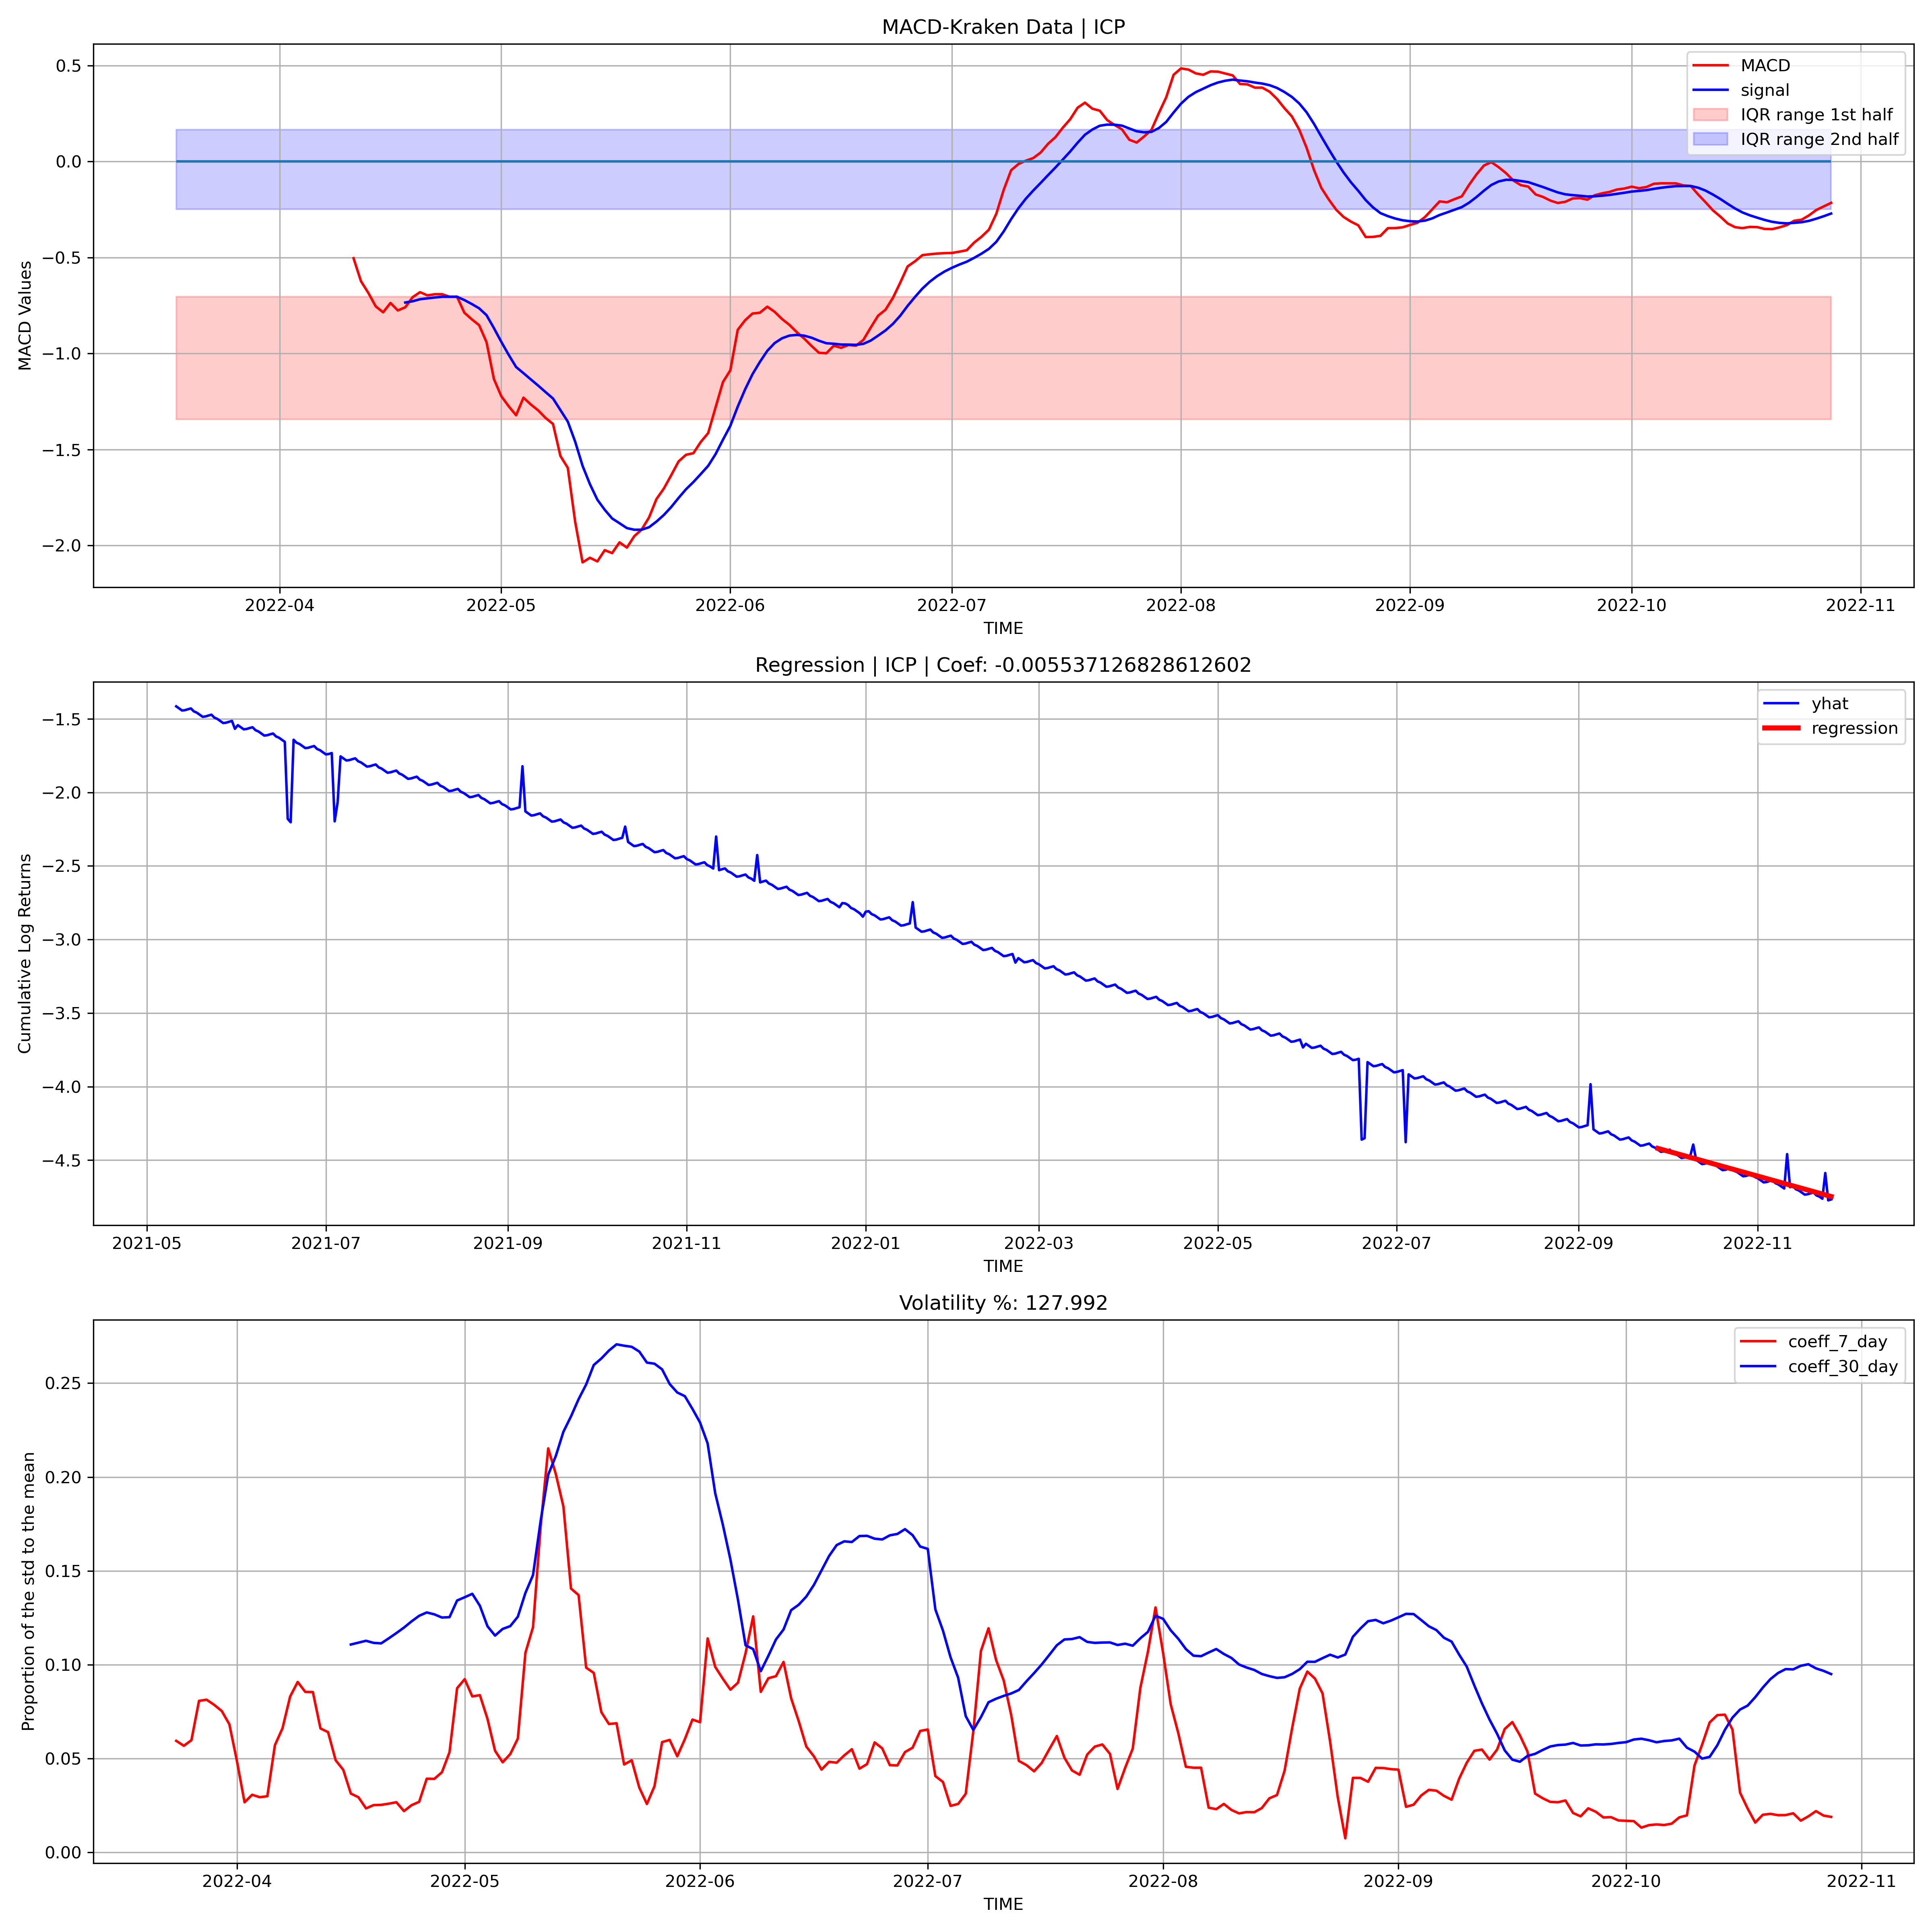 MACD-Kraken Data | ICP
MACD
signal
IQR range 1st half
IQR range 2nd half
0.5
0.0
−0.5
−1.0
−1.5
−2.0
MACD Values
2022-04 2022-05 2022-06 2022-07 2022-08 2022-09 2022-10 2022-11
TIME
Regression | ICP | Coef: -0.005537126828612602
yhat
regression
−1.5
−2.0
−2.5
−3.0
−3.5
−4.0
−4.5
Cumulative Log Returns
2021-05 2021-07 2021-09 2021-11 2022-01 2022-03 2022-05 2022-07 2022-09 2022-11
TIME
Volatility %: 127.992
coeff_7_day
coeff_30_day
0.25
0.20
0.15
0.10
0.05
0.00
Proportion of the std to the mean
2022-04 2022-05 2022-06 2022-07 2022-08 2022-09 2022-10 2022-11
TIME